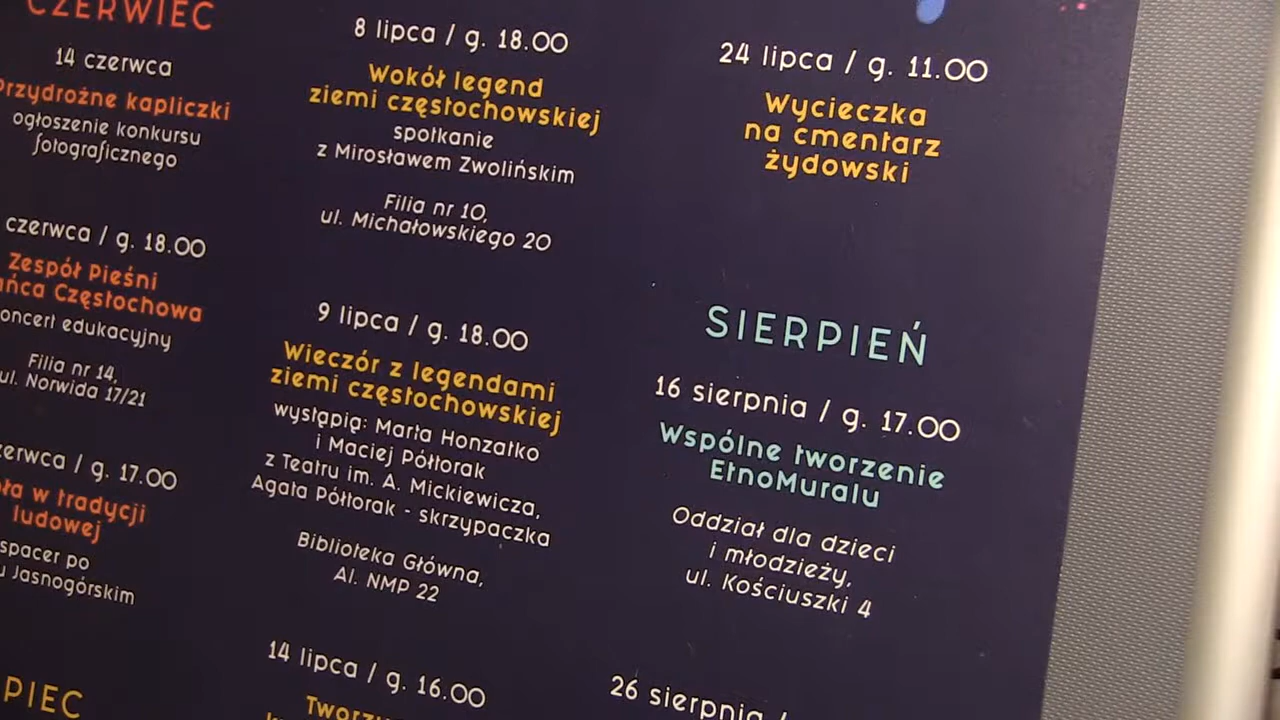 CZERWIEC
14 czerwca
Przydrożne kapliczki
ogłoszenie konkursu
fotograficznego
czerwca / g. 18.00
Zespół Pieśni
Częstochowa
edukacyjny
Filia nr 14,
ul. Norwida 17/21
/ g. 17.00
w tradycji
ludowej
spacer po
Jasnogórskim
8 lipca / g. 18.00
Wokół legend
ziemi częstochowskiej
spotkanie
z Mirosławem Zwolińskim
Filia nr 10,
ul. Michałowskiego 20
9 lipca / g. 18.00
Wieczór z legendami
ziemi częstochowskiej
wystąpią: Marta Honzatko
i Maciej Półtorak
z Teatru im. A. Mickiewicza,
Agata Półtorak - skrzypaczka
Biblioteka Główna,
Al. NMP 22
14 lipca / g. 16.00
24 lipca / g. 11.00
Wycieczka
na cmentarz
żydowski
SIERPIEŃ
16 sierpnia / g. 17.00
Wspólne tworzenie
EtnoMuralu
Oddział dla dzieci
i młodzieży,
ul. Kościuszki 4
26 sierpnia /